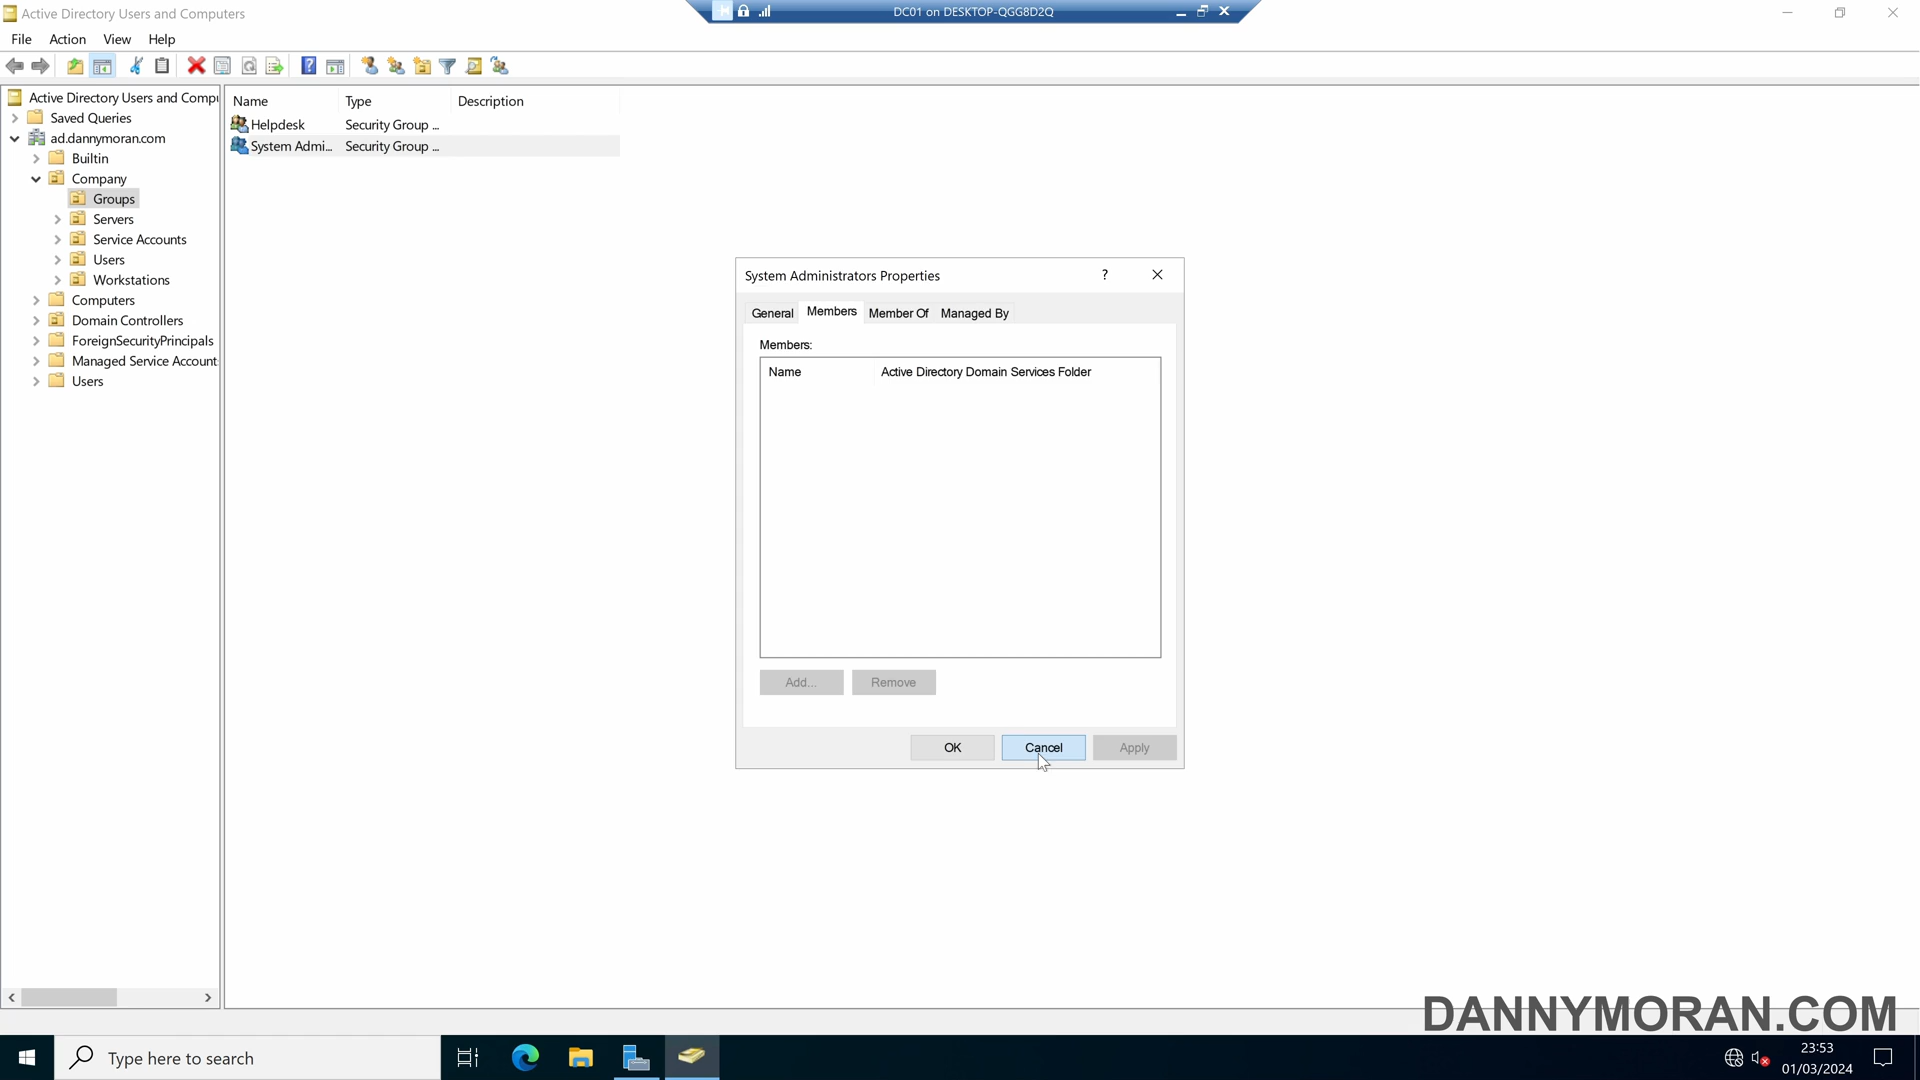 Active Directory Users and Computers
DC01 on DESKTOP-QGG8D2Q
File Action View Help
Active Directory Users and Compu
Saved Queries
ad.dannymoran.com
Builtin
Company
Groups
Servers
Service Accounts
Users
Workstations
Computers
Domain Controllers
ForeignSecurityPrincipals
Managed Service Account
Users
Name Type Description
Helpdesk Security Group ...
System Admi... Security Group ...
System Administrators Properties
?
General Members Member Of Managed By
Members:
Name Active Directory Domain Services Folder
Add... Remove
OK Cancel Apply
DANNYMORAN.COM
Type here to search
23:53
01/03/2024